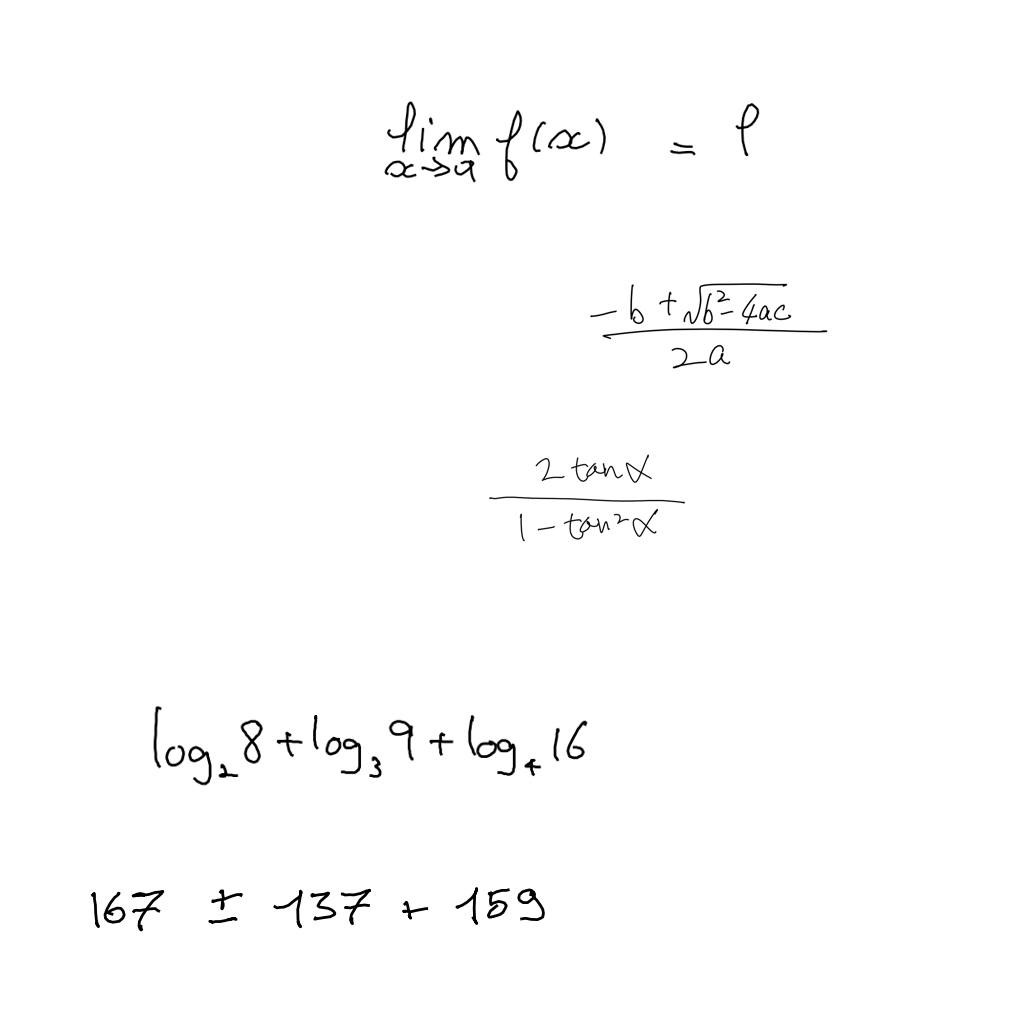 \lim_{x \to a} f(x) = l
\frac{-b + \sqrt{b^2 - 4ac}}{2a}
\frac{2 \tan \alpha}{1 - \tan^2 \alpha}
\log_2 8 + \log_3 9 + \log_4 16
167 ± 137 + 159